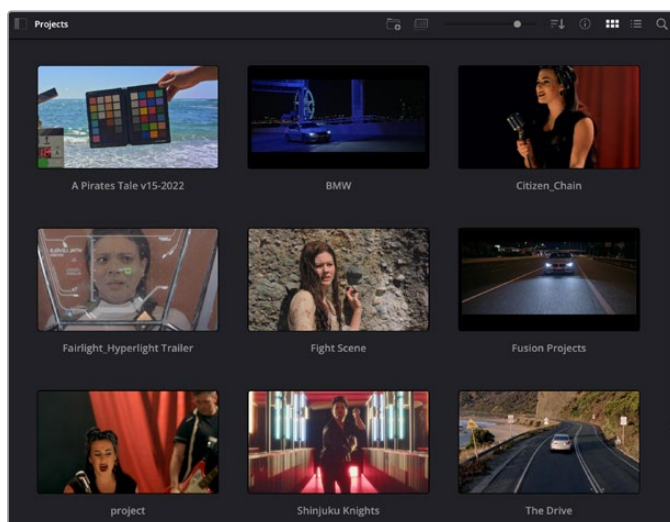 Projects
A Pirates Tale v15-2022
BMW
Citizen_Chain
Fairlight_Hyperlight Trailer
Fight Scene
Fusion Projects
project
Shinjuku Knights
The Drive